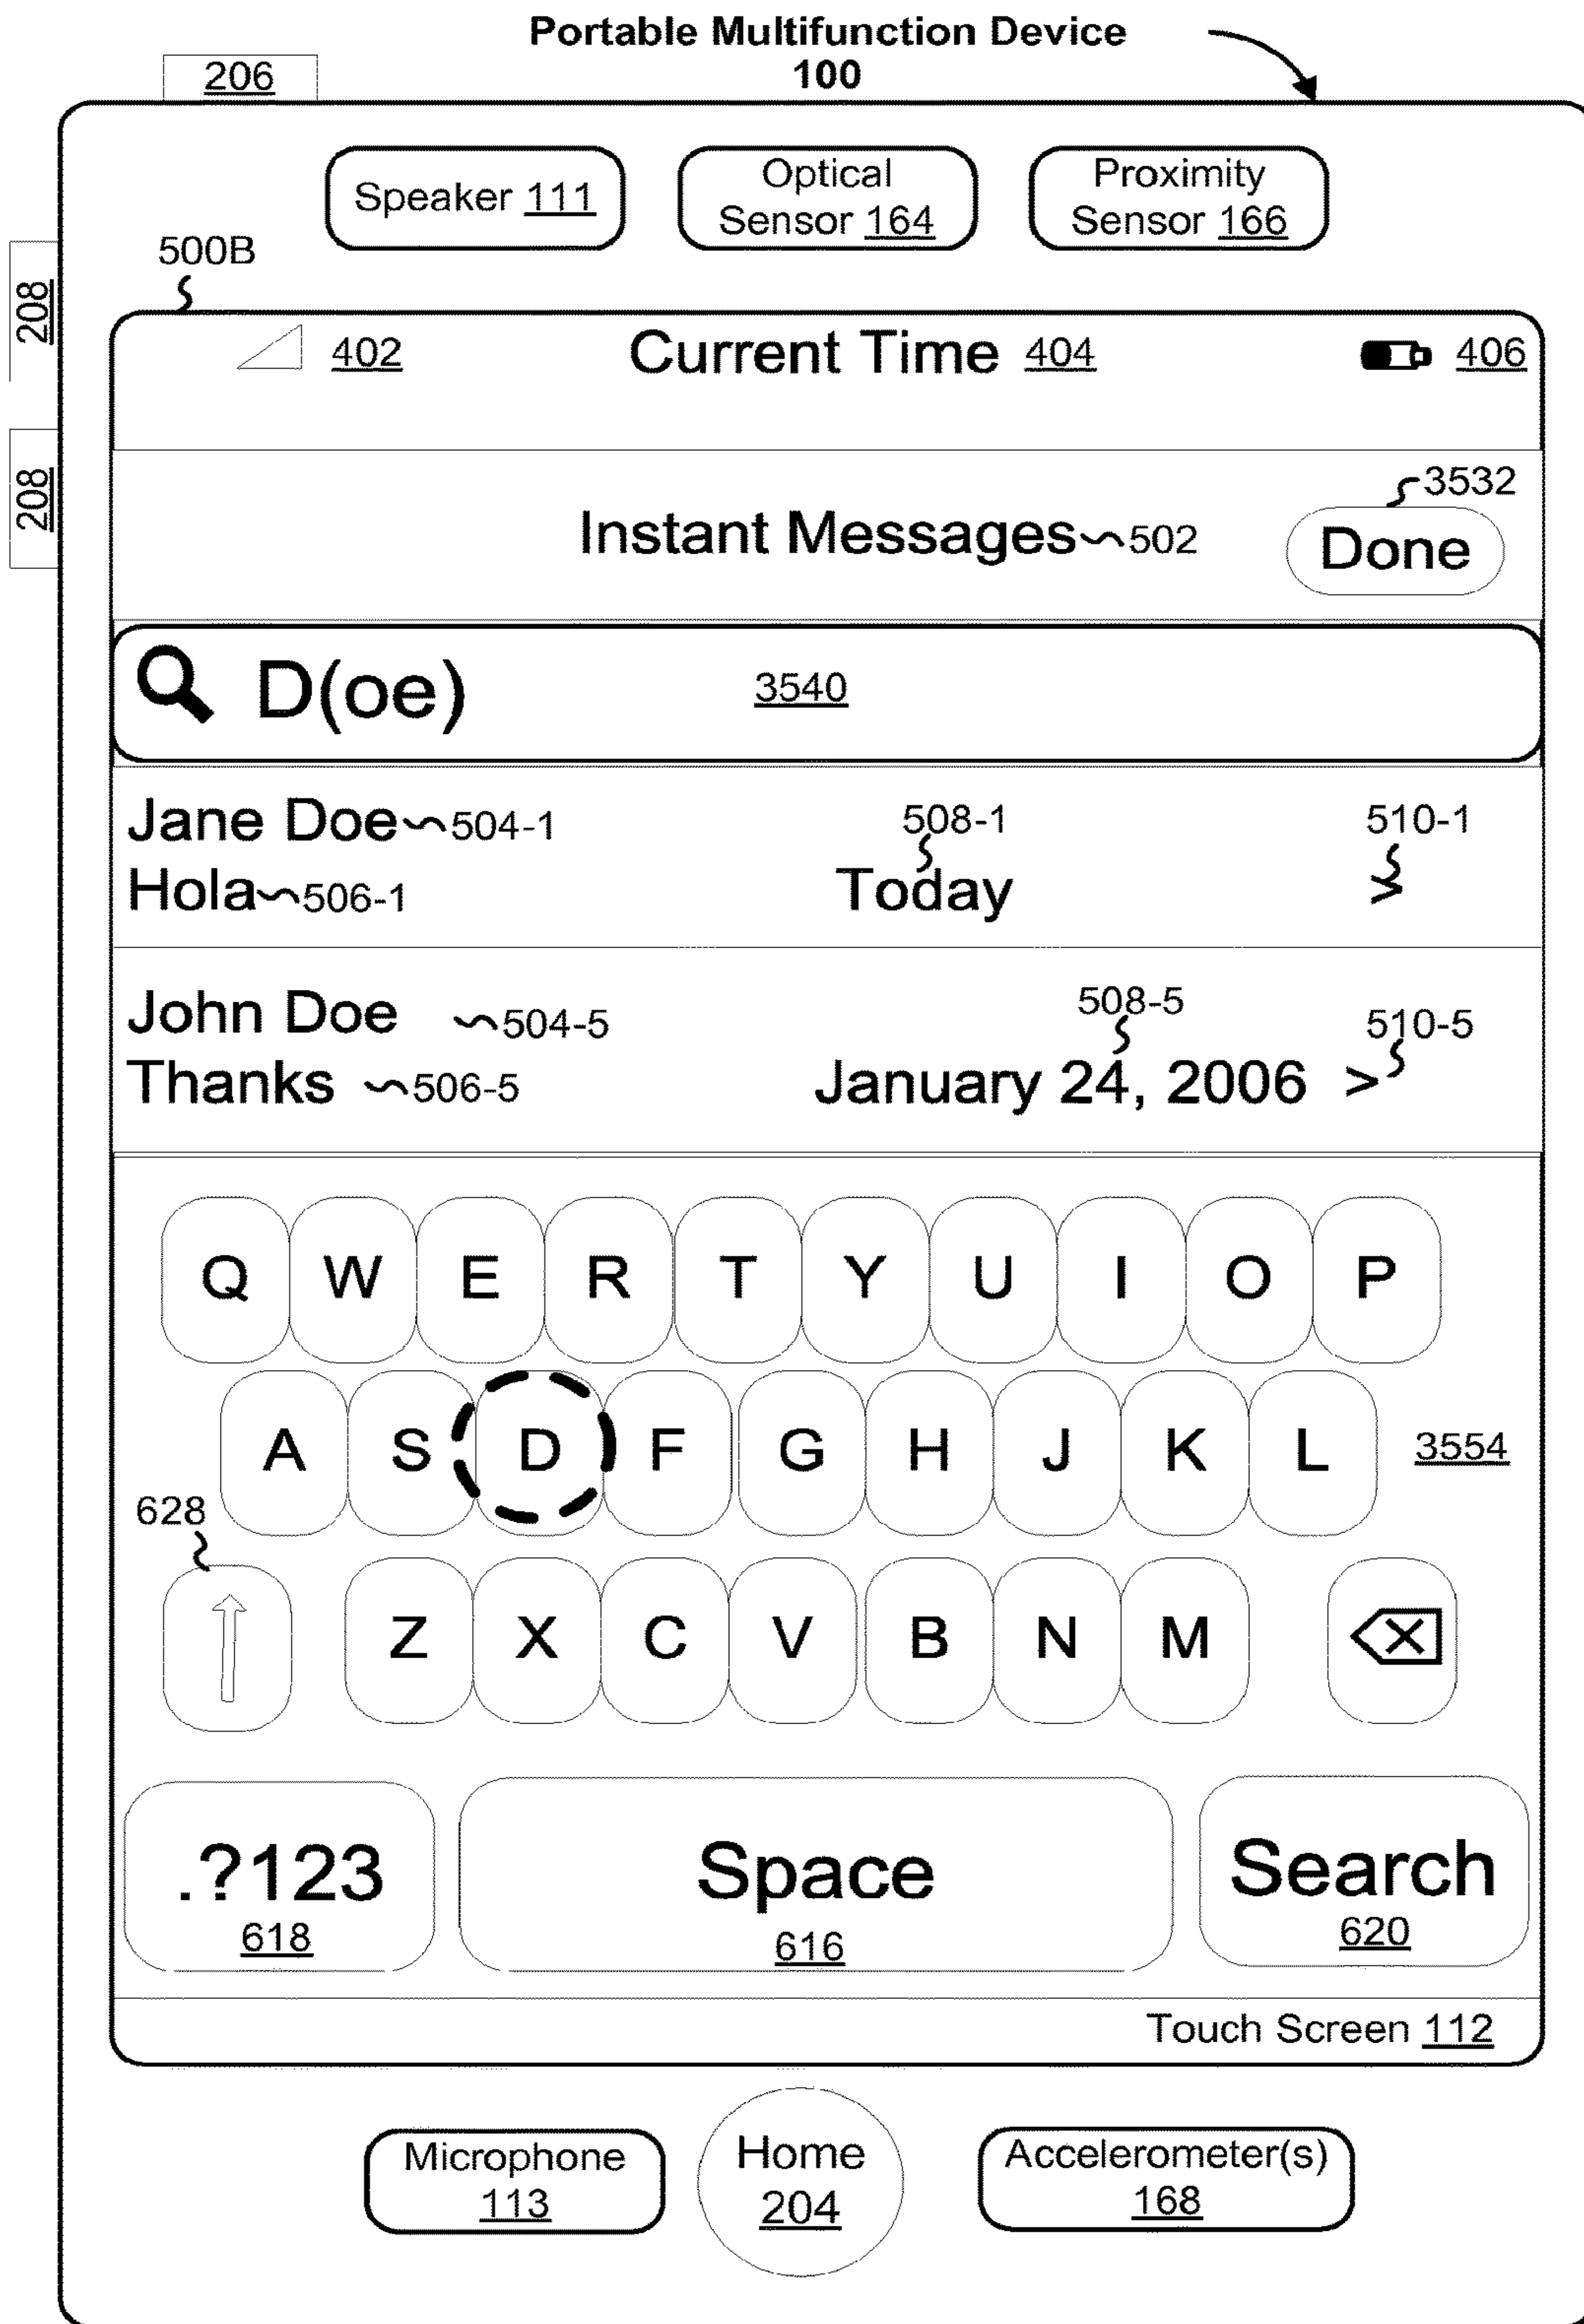 Portable Multifunction Device
100
206
Speaker 111
Optical
Sensor 164
Proximity
Sensor 166
500B
208
208
402
Current Time 404
406
3532
Instant Messages 502
Done
D(oe)
3540
Jane Doe 504-1
508-1
510-1
Hola 506-1
Today
>
John Doe 504-5
508-5
510-5
Thanks 506-5
January 24, 2006 >
Q W E R T Y U I O P
A S D F G H J K L
3554
628
Z X C V B N M
.?123
618
Space
616
Search
620
Touch Screen 112
Microphone
113
Home
204
Accelerometer(s)
168